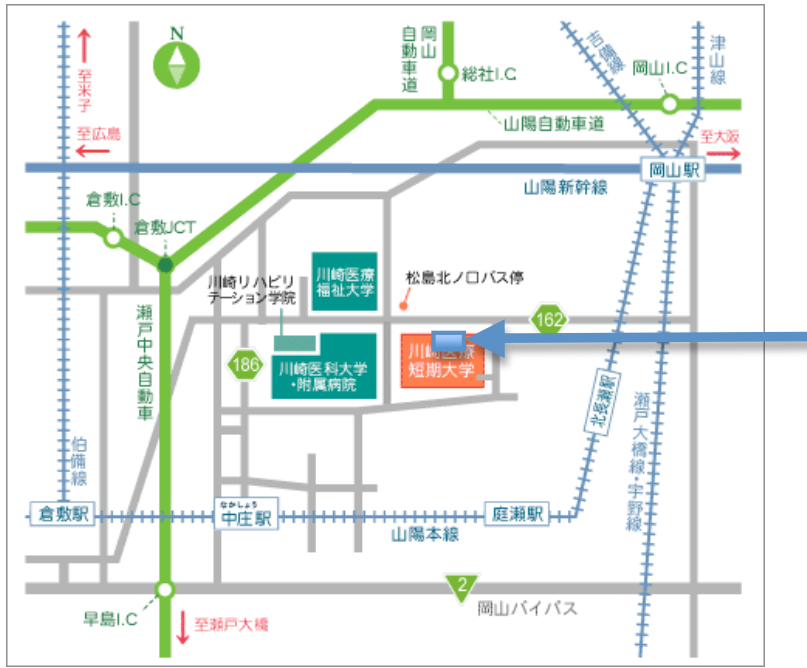 N
岡山
自動車道
吉備線
津山線
至米子
総社I.C
岡山I.C
山陽自動車道
至広島
至大阪
岡山駅
山陽新幹線
倉敷I.C
倉敷JCT
川崎リハビリ
テーション学院
川崎医療
福祉大学
松島北ノ口バス停
瀬戸中央自動車
162
186
川崎医科大学
・附属病院
川崎医療
短期大学
北長瀬駅
瀬戸大橋線・宇野線
伯備線
倉敷駅
なかしょう
中庄駅
庭瀬駅
山陽本線
2
岡山バイパス
早島I.C
至瀬戸大橋